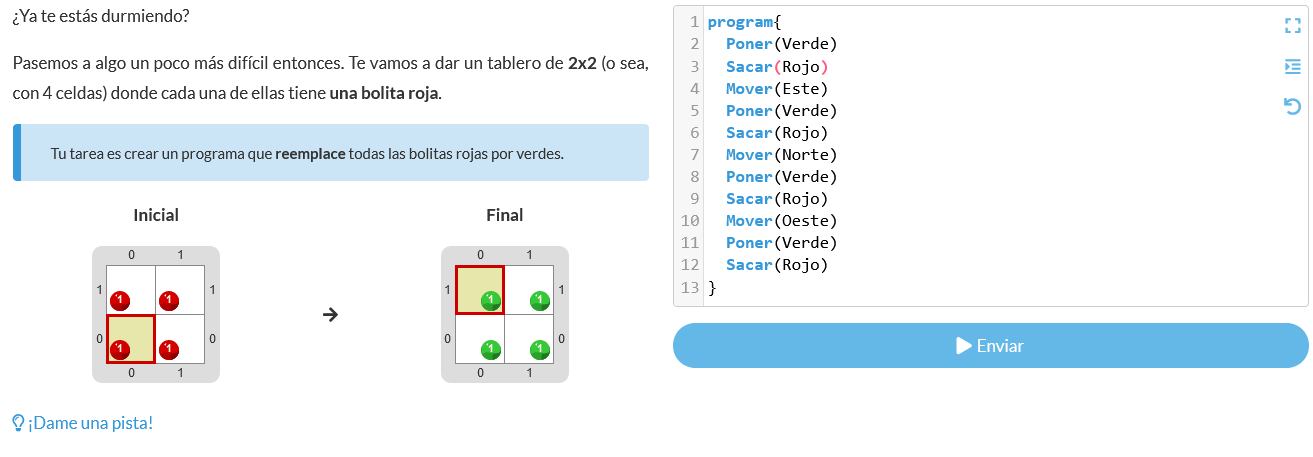 ¿Ya te estás durmiendo?
Pasemos a algo un poco más difícil entonces. Te vamos a dar un tablero de 2x2 (o sea,
con 4 celdas) donde cada una de ellas tiene una bolita roja.
Tu tarea es crear un programa que reemplace todas las bolitas rojas por verdes.
Inicial
0 1
1 1 1 1
0 1 1 0
0 1
Final
0 1
1 1 1 1
0 1 1 0
0 1
¡Dame una pista!
1 program{
2 Poner(Verde)
3 Sacar(Rojo)
4 Mover(Este)
5 Poner(Verde)
6 Sacar(Rojo)
7 Mover(Norte)
8 Poner(Verde)
9 Sacar(Rojo)
10 Mover(Oeste)
11 Poner(Verde)
12 Sacar(Rojo)
13 }
Enviar